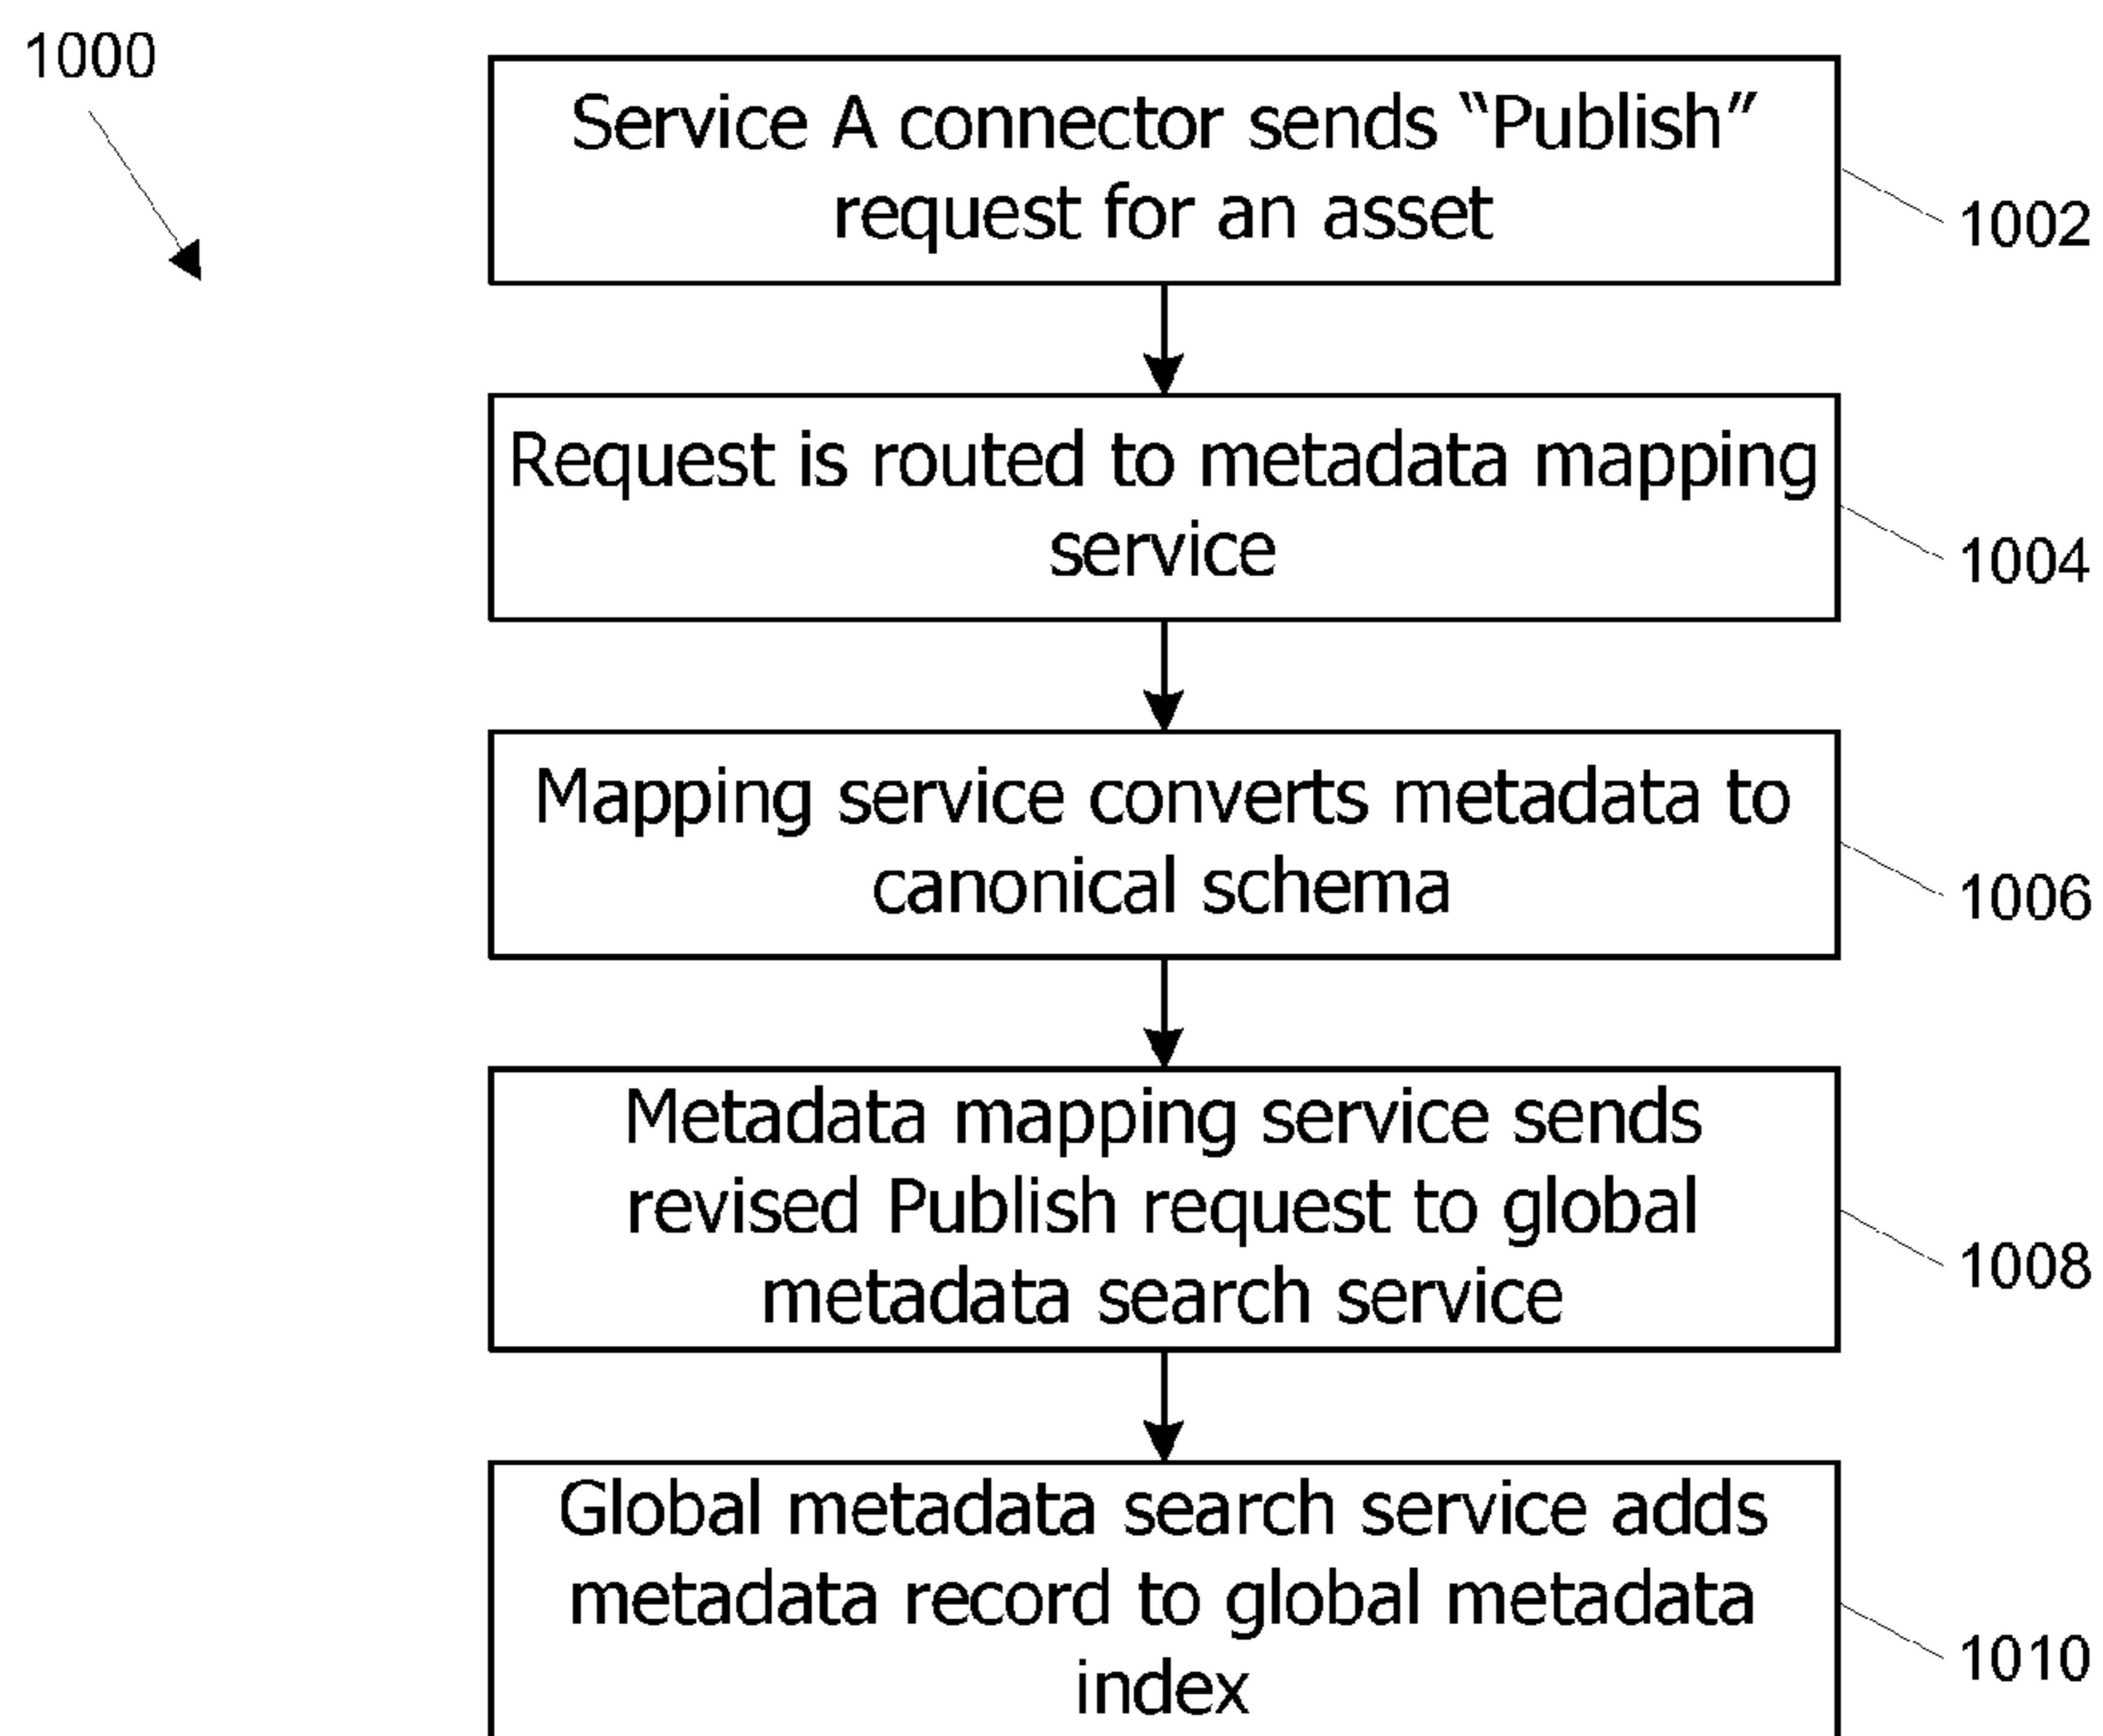 1000
Service A connector sends “Publish”
request for an asset
1002
Request is routed to metadata mapping
service
1004
Mapping service converts metadata to
canonical schema
1006
Metadata mapping service sends
revised Publish request to global
metadata search service
1008
Global metadata search service adds
metadata record to global metadata
index
1010